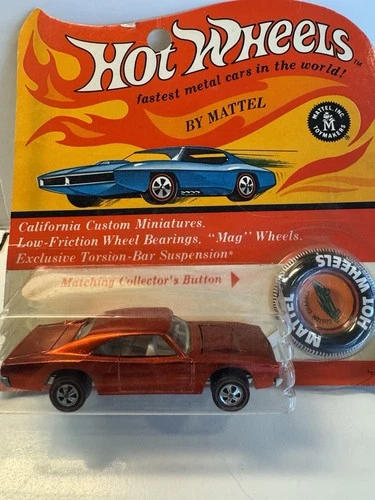 Hot Wheels™
fastest metal cars in the world!
BY MATTEL
MATTEL, INC.
M
TOYMAKERS
California Custom Miniatures.
Low-Friction Wheel Bearings. "Mag" Wheels.
Exclusive Torsion-Bar Suspension*
Matching Collector's Button
MATTEL
HOT WHEELS